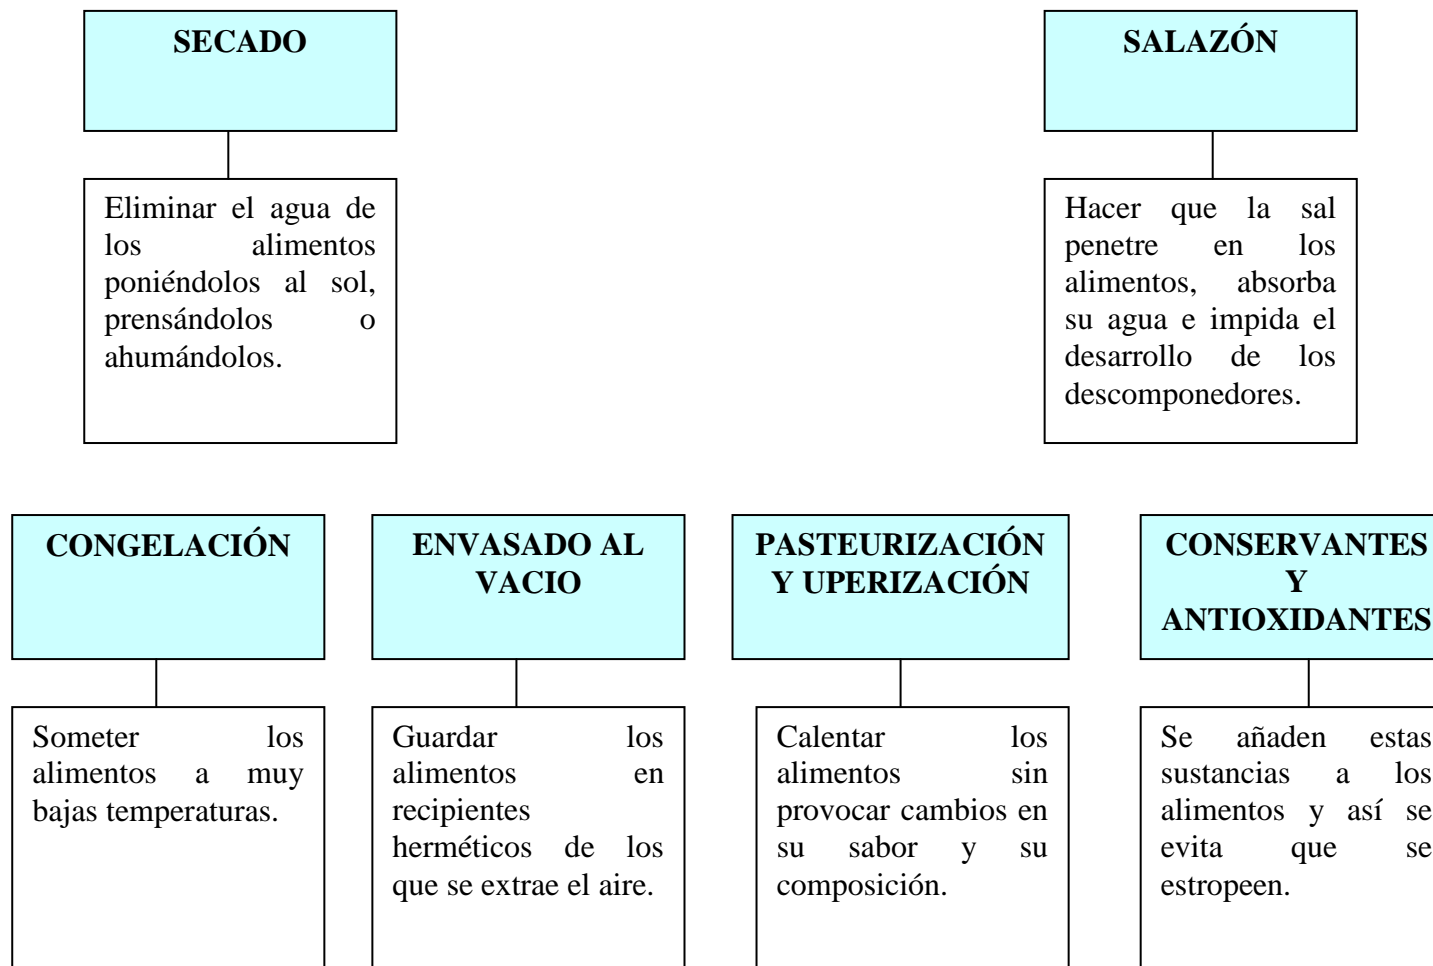 SECADO
Eliminar el agua de
los alimentos
poniéndolos al sol,
prensándolos o
ahumándolos.
SALAZÓN
Hacer que la sal
penetre en los
alimentos, absorba
su agua e impida el
desarrollo de los
descomponedores.
CONGELACIÓN
Someter los
alimentos a muy
bajas temperaturas.
ENVASADO AL
VACIO
Guardar los
alimentos en
recipientes
herméticos de los
que se extrae el aire.
PASTEURIZACIÓN
Y UPERIZACIÓN
Calentar los
alimentos sin
provocar cambios en
su sabor y su
composición.
CONSERVANTES
Y
ANTIOXIDANTES
Se añaden estas
sustancias a los
alimentos y así se
evita que se
estropeen.